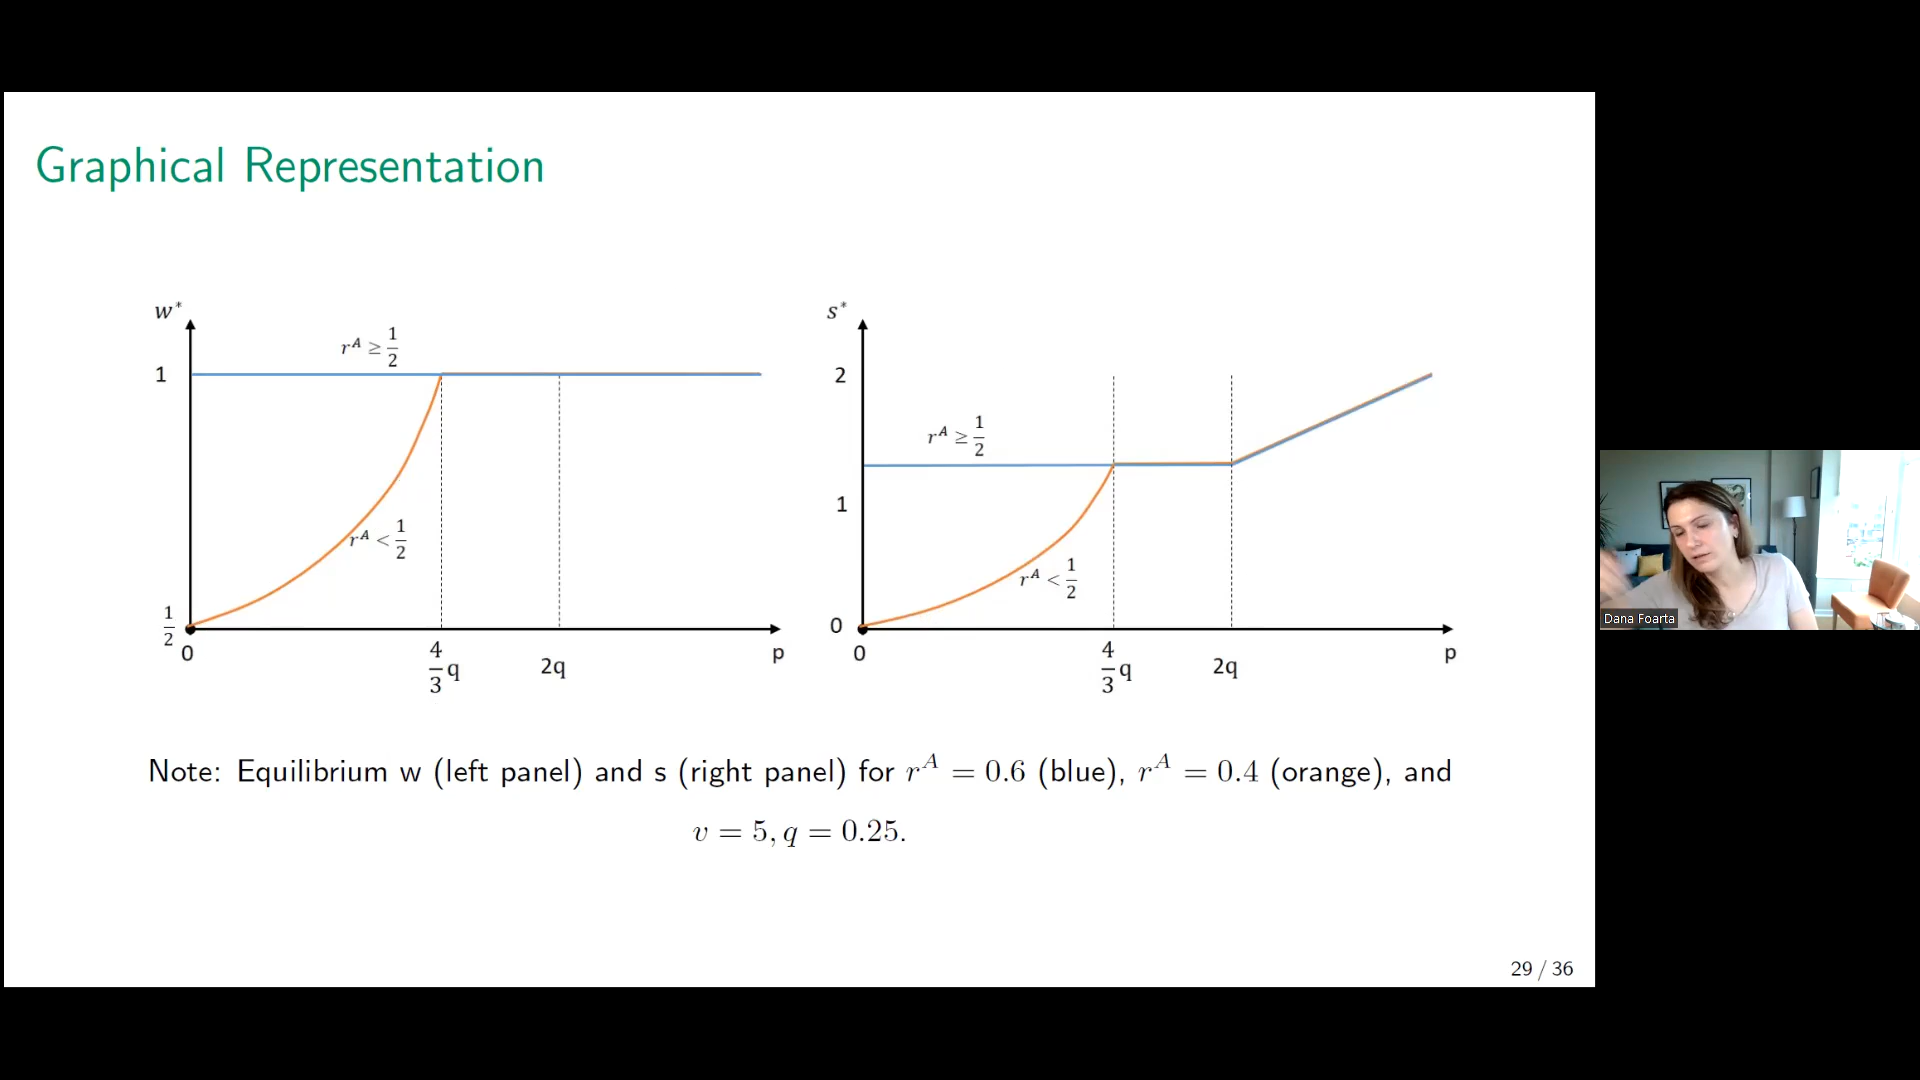 Graphical Representation
w*
1
1/2
0
r^A ≥ 1/2
r^A < 1/2
4/3 q
2q
p
s*
2
1
0
0
r^A ≥ 1/2
r^A < 1/2
4/3 q
2q
p
Note: Equilibrium w (left panel) and s (right panel) for r^A = 0.6 (blue), r^A = 0.4 (orange), and
v = 5, q = 0.25.
29 / 36
Dana Foarta